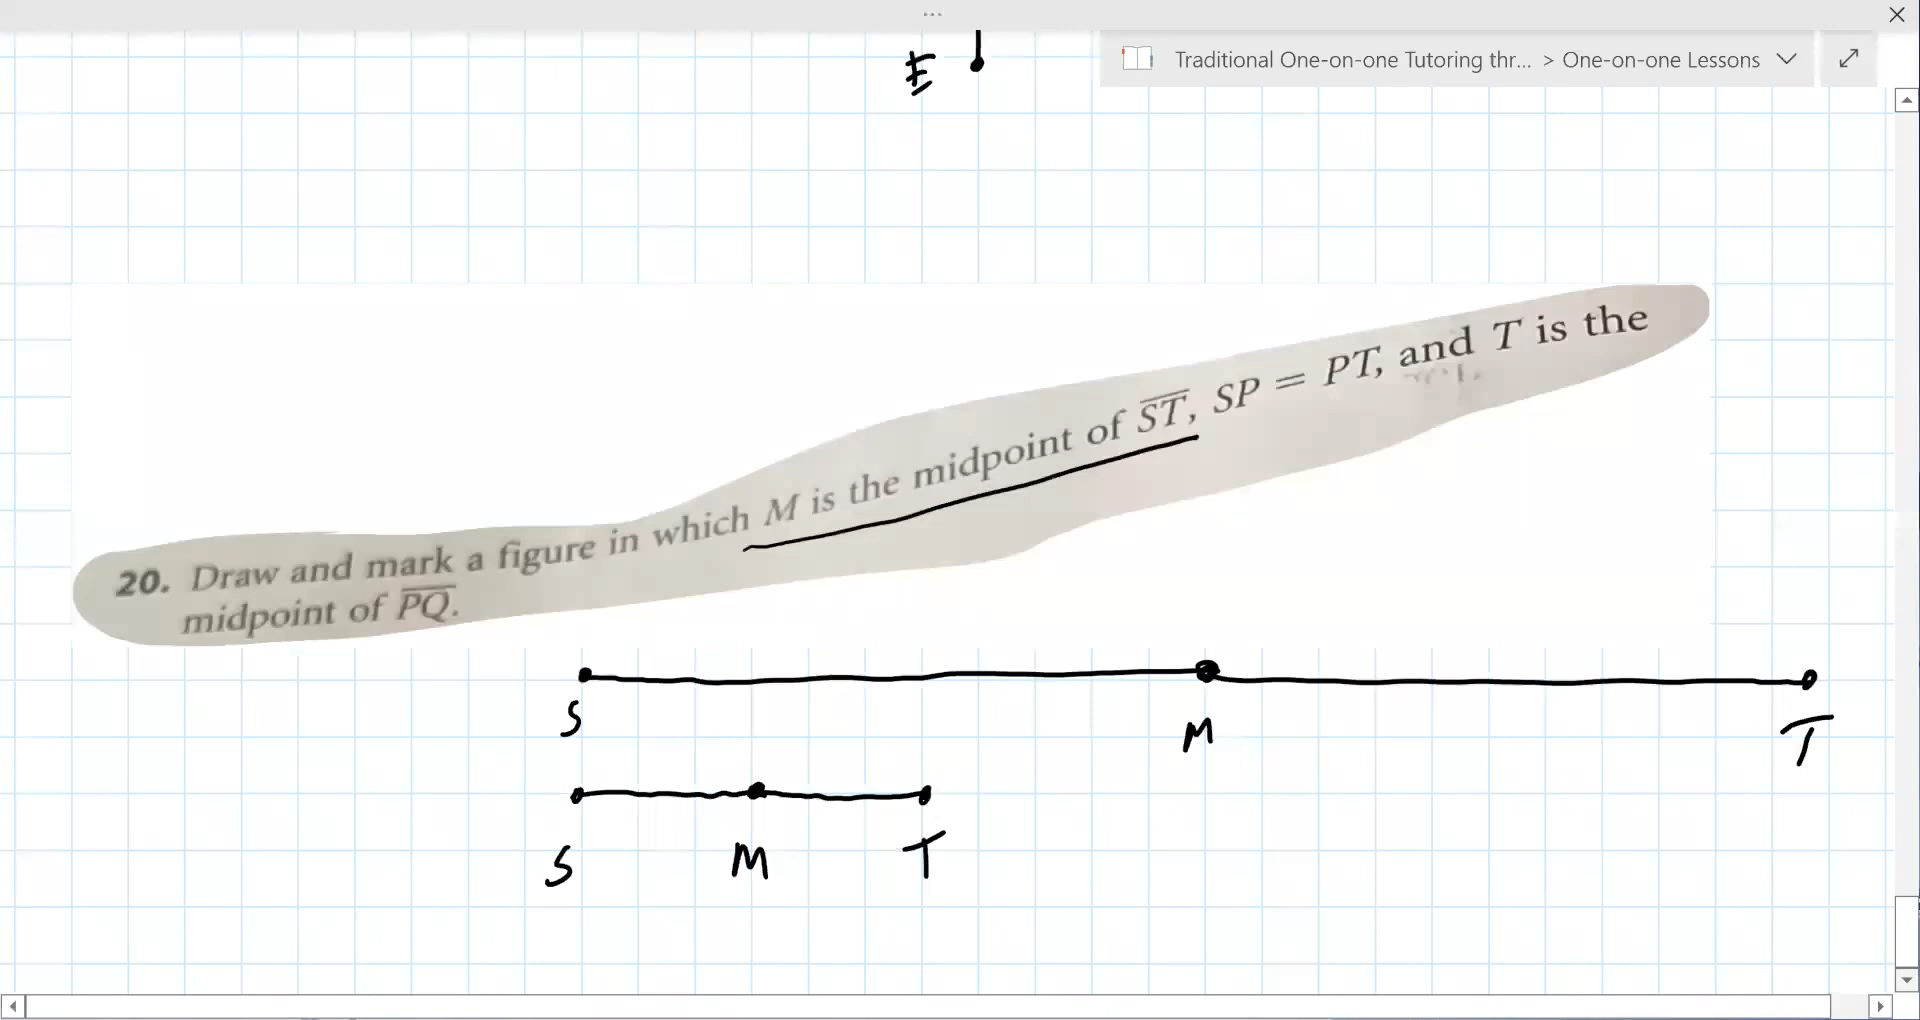 ...
Traditional One-on-one Tutoring thr... > One-on-one Lessons
E
20. Draw and mark a figure in which M is the midpoint of ST, SP = PT, and T is the
midpoint of PQ.
S M T
S M T